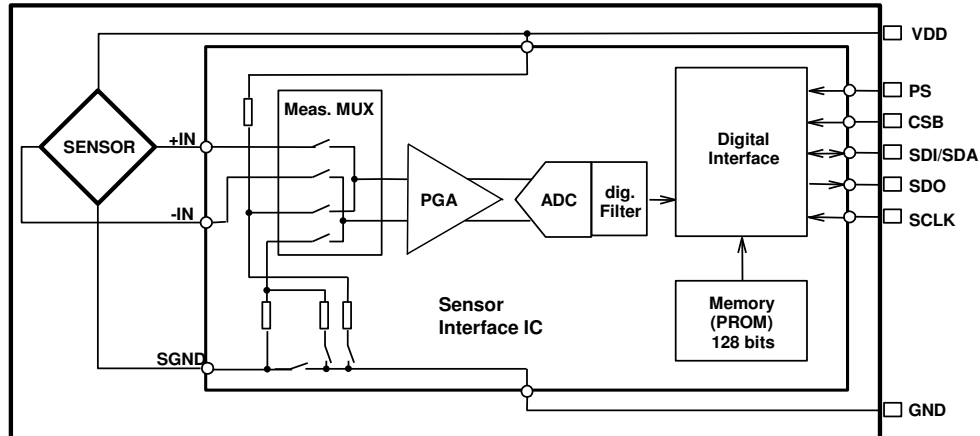 VDD
PS
Meas. MUX
+IN
SENSOR
CSB
Digital
Interface
SDI/SDA
SDO
PGA
ADC
dig.
Filter
-IN
SCLK
Sensor
Interface IC
Memory
(PROM)
128 bits
SGND
GND